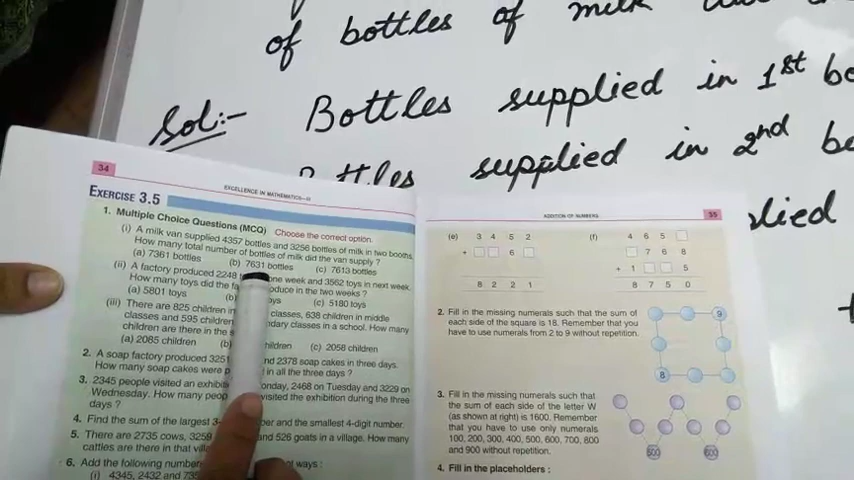 of bottles of milk
Sol:- Bottles supplied in 1st
Bottles supplied in 2nd
supplied
34
EXCELLENCE IN MATHEMATICS—III
EXERCISE 3.5
1. Multiple Choice Questions (MCQ) Choose the correct option.
(i) A milk van supplied 4357 bottles and 3256 bottles of milk in two booths.
How many total number of bottles of milk did the van supply ?
(a) 7361 bottles (b) 7631 bottles (c) 7613 bottles
(ii) A factory produced 2248 one week and 3562 toys in next week.
How many toys did the produce in the two weeks ?
(a) 5801 toys (b) toys (c) 5180 toys
(iii) There are 825 children in classes, 638 children in middle
classes and 595 children in a school. How many
children are there in the
(a) 2085 children (b) children (c) 2058 children
2. A soap factory produced 3251 and 2378 soap cakes in three days.
How many soap cakes were in all the three days ?
3. 2345 people visited an exhibition Monday, 2468 on Tuesday and 3229 on
Wednesday. How many people visited the exhibition during the three
days ?
4. Find the sum of the largest 3- and the smallest 4-digit number.
5. There are 2735 cows, 3259 and 526 goats in a village. How many
cattles are there in that
6. Add the following ways :
(i) 4345, 2432 and
ADDITION OF NUMBERS
35
(e) 3 4 5 2
+ □ □ 6 □
8 2 2 1
(f) 4 6 5 □
□ 7 6 8
+ 1 □ □ 5
8 7 5 0
2. Fill in the missing numerals such that the sum of
each side of the square is 18. Remember that you
have to use numerals from 2 to 9 without repetition.
9
8
3. Fill in the missing numerals such that
the sum of each side of the letter W
(as shown at right) is 1600. Remember
that you have to use only numerals
100, 200, 300, 400, 500, 600, 700, 800
and 900 without repetition.
500 600
4. Fill in the placeholders :